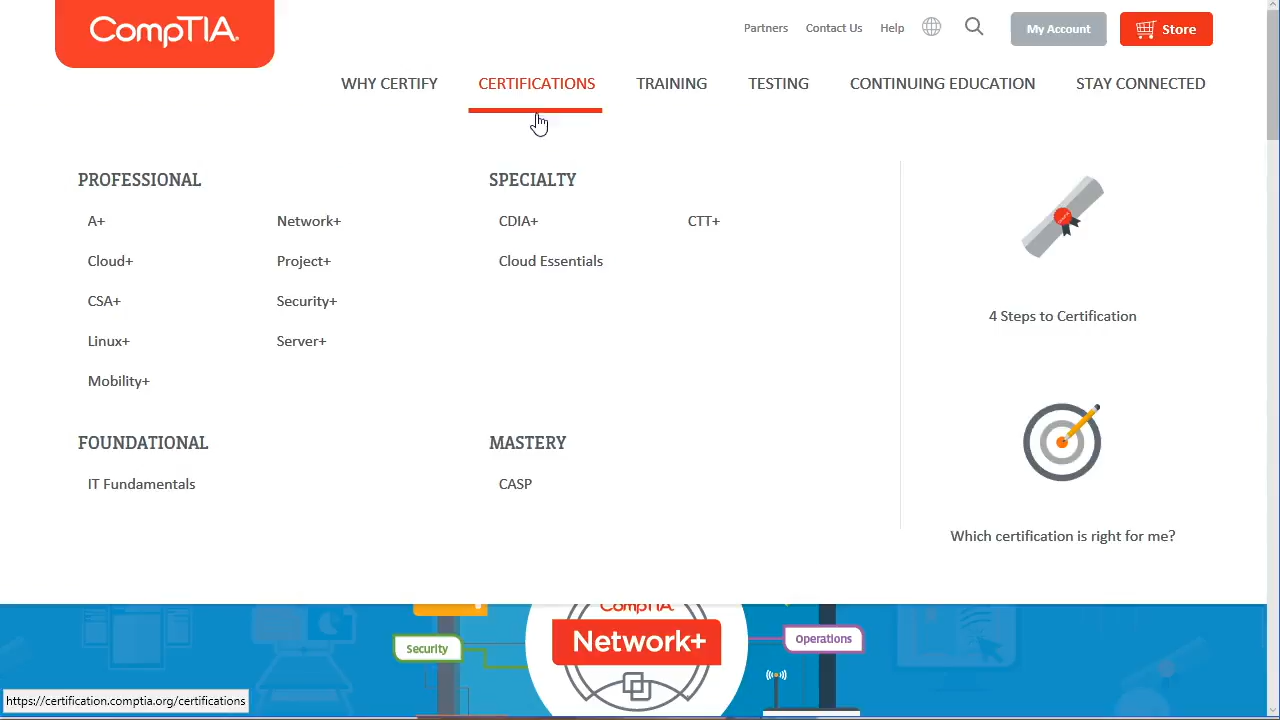 CompTIA.
Partners
Contact Us
Help
My Account
Store
WHY CERTIFY
CERTIFICATIONS
TRAINING
TESTING
CONTINUING EDUCATION
STAY CONNECTED
PROFESSIONAL
A+
Network+
Cloud+
Project+
CSA+
Security+
Linux+
Server+
Mobility+
SPECIALTY
CDIA+
CTT+
Cloud Essentials
FOUNDATIONAL
IT Fundamentals
MASTERY
CASP
4 Steps to Certification
Which certification is right for me?
CompTIA
Network+
Security
Operations
https://certification.comptia.org/certifications